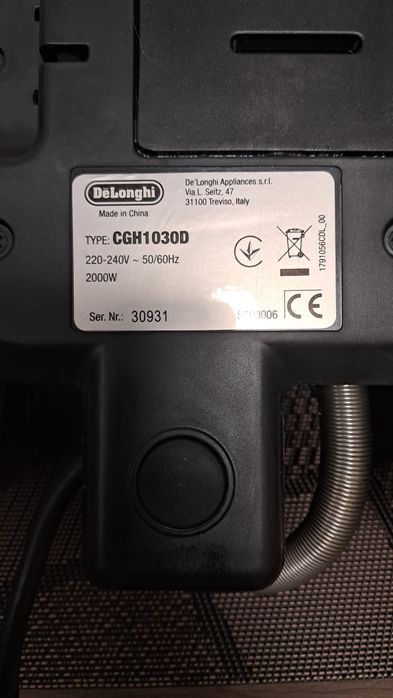 DeLonghi
Made in China
De'Longhi Appliances s.r.l.
Via L. Seitz, 47
31100 Treviso, Italy
TYPE: CGH1030D
220-240V ~ 50/60Hz
2000W
Ser. Nr.: 30931
CE
1791056CDL_00